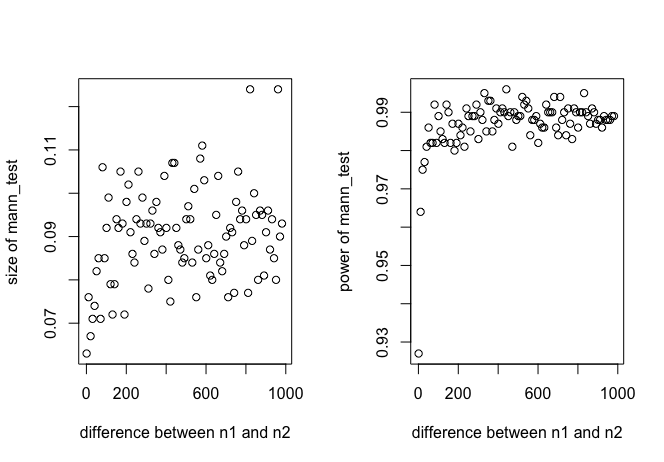 size of mann_test
0.07 0.09 0.11
0 200 600 1000
difference between n1 and n2
power of mann_test
0.93 0.95 0.97 0.99
0 200 600 1000
difference between n1 and n2